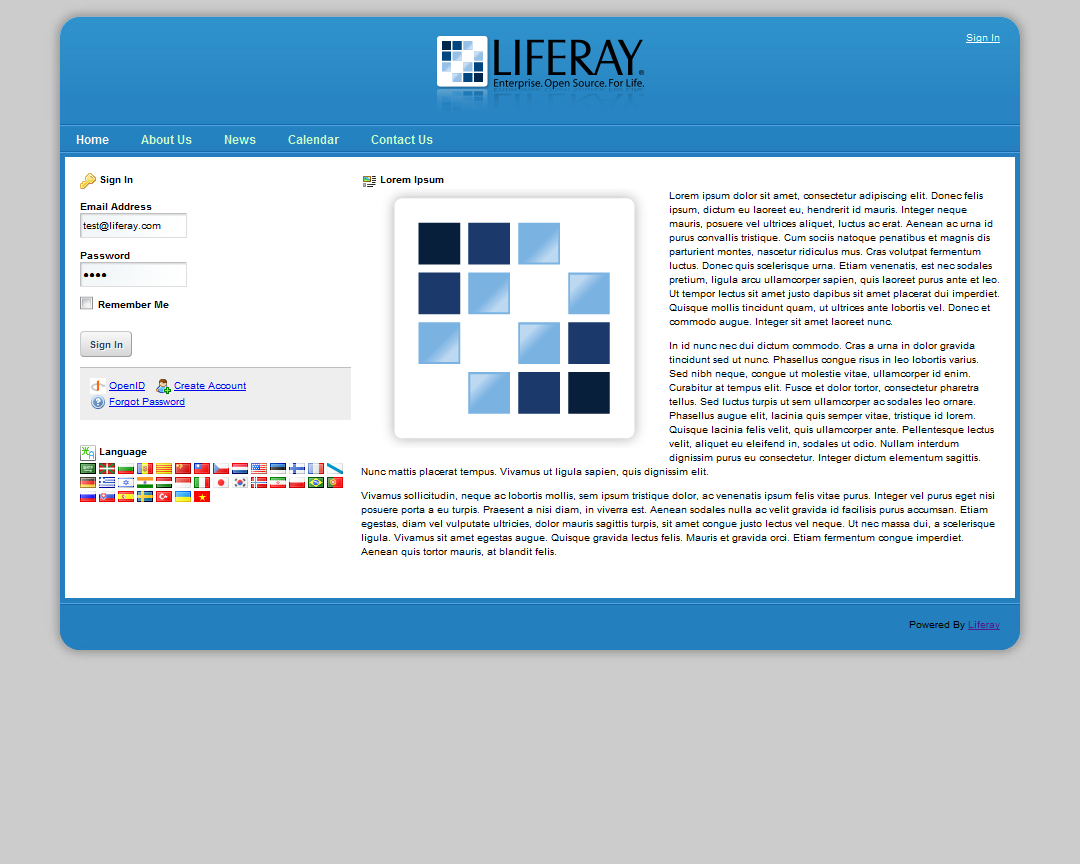 Sign In
LIFERAY®
Enterprise. Open Source. For Life.
Home About Us News Calendar Contact Us
Sign In
Email Address
test@liferay.com
Password
Remember Me
Sign In
OpenID Create Account
Forgot Password
Language
Lorem Ipsum
Lorem ipsum dolor sit amet, consectetur adipiscing elit. Donec felis
ipsum, dictum eu laoreet eu, hendrerit id mauris. Integer neque
mauris, posuere vel ultrices aliquet, luctus ac erat. Aenean ac urna id
purus convallis tristique. Cum sociis natoque penatibus et magnis dis
parturient montes, nascetur ridiculus mus. Cras volutpat fermentum
luctus. Donec quis scelerisque urna. Etiam venenatis, est nec sodales
pretium, ligula arcu ullamcorper sapien, quis laoreet purus ante et leo.
Ut tempor lectus sit amet justo dapibus sit amet placerat dui imperdiet.
Quisque mollis tincidunt quam, ut ultrices ante lobortis vel. Donec et
commodo augue. Integer sit amet laoreet nunc.
In id nunc nec dui dictum commodo. Cras a urna in dolor gravida
tincidunt sed ut nunc. Phasellus congue risus in leo lobortis varius.
Sed nibh neque, congue ut molestie vitae, ullamcorper id enim.
Curabitur at tempus elit. Fusce et dolor tortor, consectetur pharetra
tellus. Sed luctus turpis ut sem ullamcorper ac sodales leo ornare.
Phasellus augue elit, lacinia quis semper vitae, tristique id lorem.
Quisque lacinia felis velit, quis ullamcorper ante. Pellentesque lectus
velit, aliquet eu eleifend in, sodales ut odio. Nullam interdum
dignissim purus eu consectetur. Integer dictum elementum sagittis.
Nunc mattis placerat tempus. Vivamus ut ligula sapien, quis dignissim elit.
Vivamus sollicitudin, neque ac lobortis mollis, sem ipsum tristique dolor, ac venenatis ipsum felis vitae purus. Integer vel purus eget nisi
posuere porta a eu turpis. Praesent a nisi diam, in viverra est. Aenean sodales nulla ac velit gravida id facilisis purus accumsan. Etiam
egestas, diam vel vulputate ultricies, dolor mauris sagittis turpis, sit amet congue justo lectus vel neque. Ut nec massa dui, a scelerisque
ligula. Vivamus sit amet egestas augue. Quisque gravida lectus felis. Mauris et gravida orci. Etiam fermentum congue imperdiet.
Aenean quis tortor mauris, at blandit felis.
Powered By Liferay